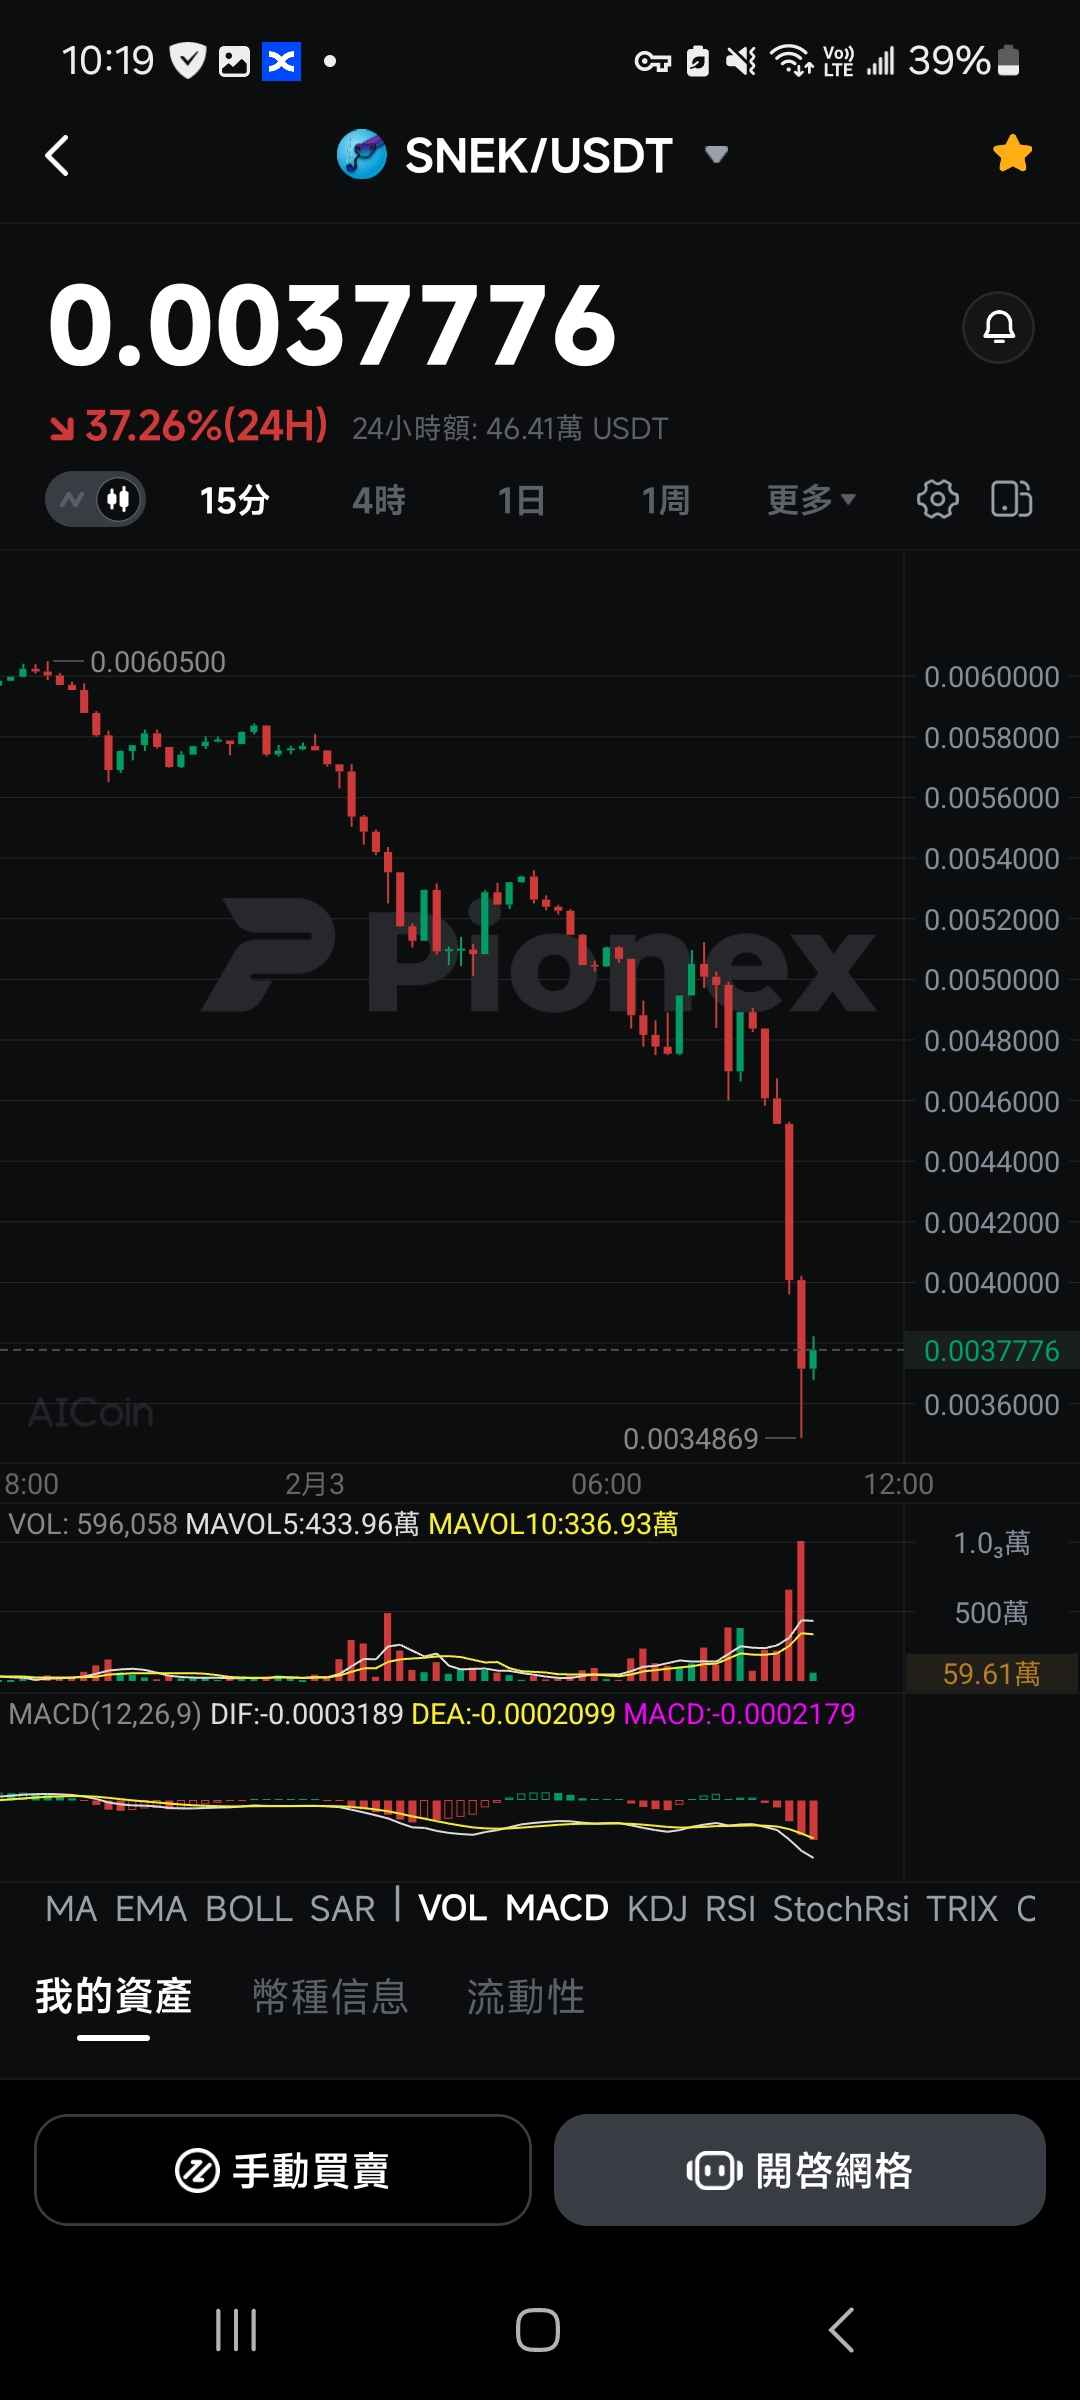 10:19 Vo)) LTE 39%
SNEK/USDT
0.0037776
37.26%(24H) 24小時額: 46.41萬 USDT
15分 4時 1日 1周 更多
0.0060500
0.0060000
0.0058000
0.0056000
0.0054000
0.0052000
0.0050000
0.0048000
0.0046000
0.0044000
0.0042000
0.0040000
0.0037776
0.0036000
Pionex
AICoin
0.0034869
8:00 2月3 06:00 12:00
VOL: 596,058 MAVOL5:433.96萬 MAVOL10:336.93萬
1.0₃萬
500萬
59.61萬
MACD(12,26,9) DIF:-0.0003189 DEA:-0.0002099 MACD:-0.0002179
MA EMA BOLL SAR | VOL MACD KDJ RSI StochRsi TRIX
我的資產 幣種信息 流動性
手動買賣 開啓網格